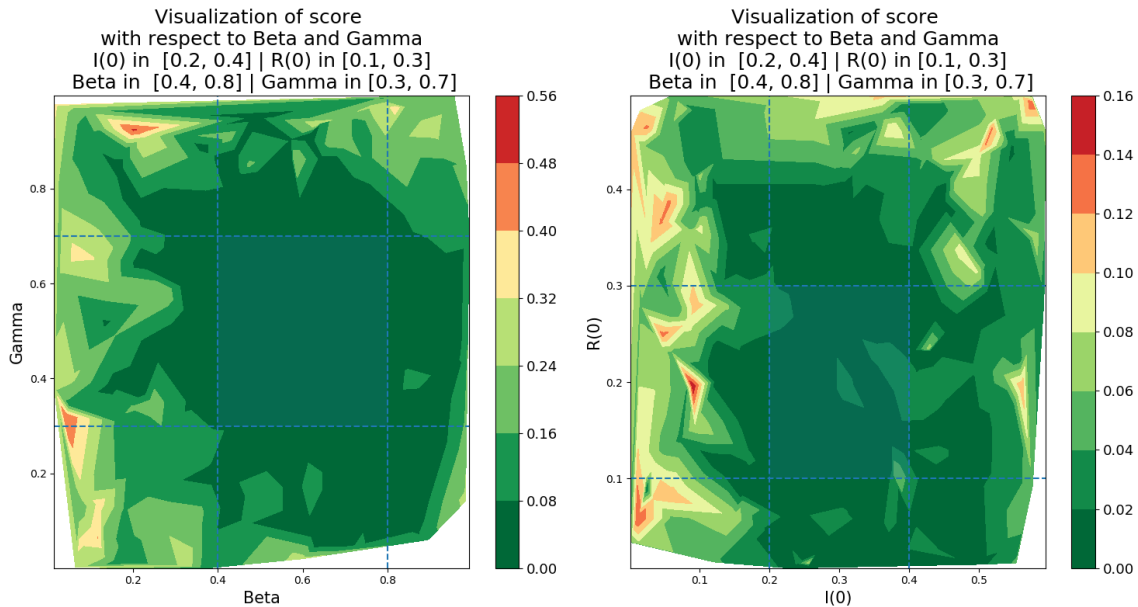 Visualization of score
with respect to Beta and Gamma
I(0) in  [0.2, 0.4] | R(0) in [0.1, 0.3]
Beta in  [0.4, 0.8] | Gamma in [0.3, 0.7]
0.8
0.6
0.4
0.2
Gamma
0.2
0.4
0.6
0.8
Beta
0.56
0.48
0.40
0.32
0.24
0.16
0.08
0.00
Visualization of score
with respect to Beta and Gamma
I(0) in  [0.2, 0.4] | R(0) in [0.1, 0.3]
Beta in  [0.4, 0.8] | Gamma in [0.3, 0.7]
0.4
0.3
0.2
0.1
R(0)
0.1
0.2
0.3
0.4
0.5
I(0)
0.16
0.14
0.12
0.10
0.08
0.06
0.04
0.02
0.00